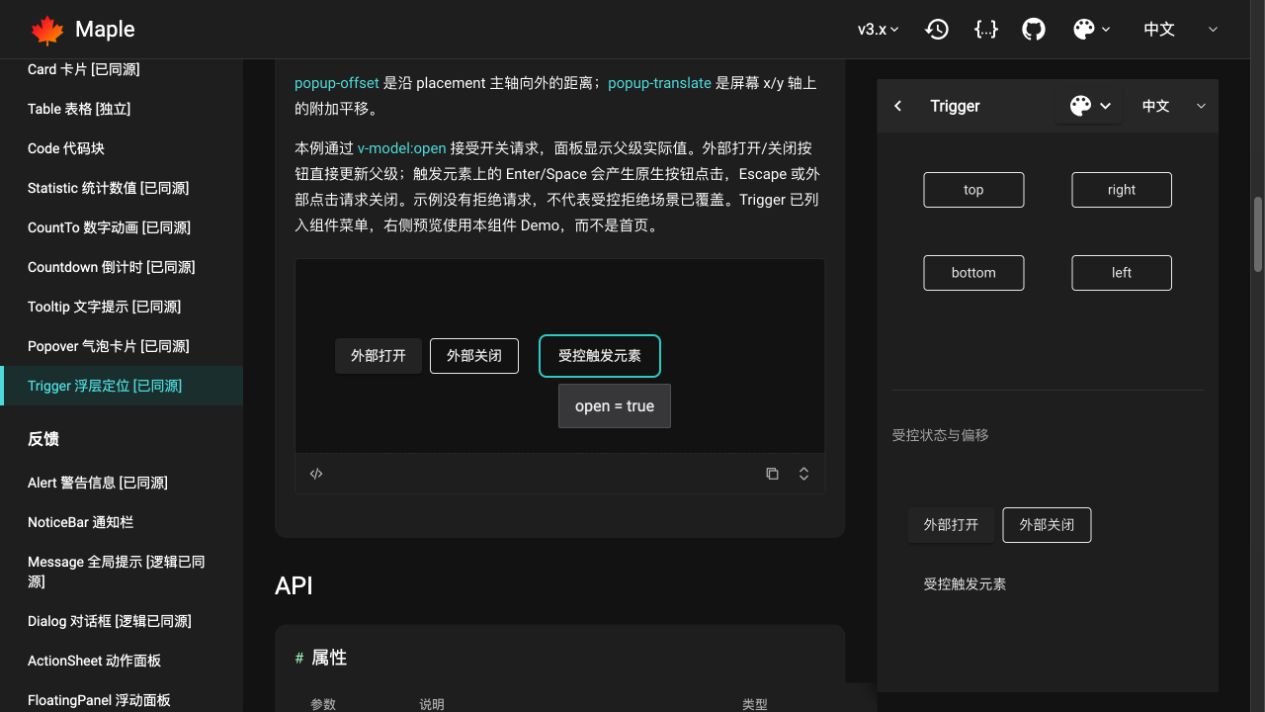 Maple
v3.x
{...}
中文
Card 卡片 [已同源]
Table 表格 [独立]
Code 代码块
Statistic 统计数值 [已同源]
CountTo 数字动画 [已同源]
Countdown 倒计时 [已同源]
Tooltip 文字提示 [已同源]
Popover 气泡卡片 [已同源]
Trigger 浮层定位 [已同源]
反馈
Alert 警告信息 [已同源]
NoticeBar 通知栏
Message 全局提示 [逻辑已同
源]
Dialog 对话框 [逻辑已同源]
ActionSheet 动作面板
FloatingPanel 浮动面板
popup-offset 是沿 placement 主轴向外的距离；popup-translate 是屏幕 x/y 轴上
的附加平移。
本例通过 v-model:open 接受开关请求，面板显示父级实际值。外部打开/关闭按
钮直接更新父级；触发元素上的 Enter/Space 会产生原生按钮点击，Escape 或外
部点击请求关闭。示例没有拒绝请求，不代表受控拒绝场景已覆盖。Trigger 已列
入组件菜单，右侧预览使用本组件 Demo，而不是首页。
外部打开
外部关闭
受控触发元素
open = true
</>
API
# 属性
参数
说明
类型
Trigger
中文
top
right
bottom
left
受控状态与偏移
外部打开
外部关闭
受控触发元素